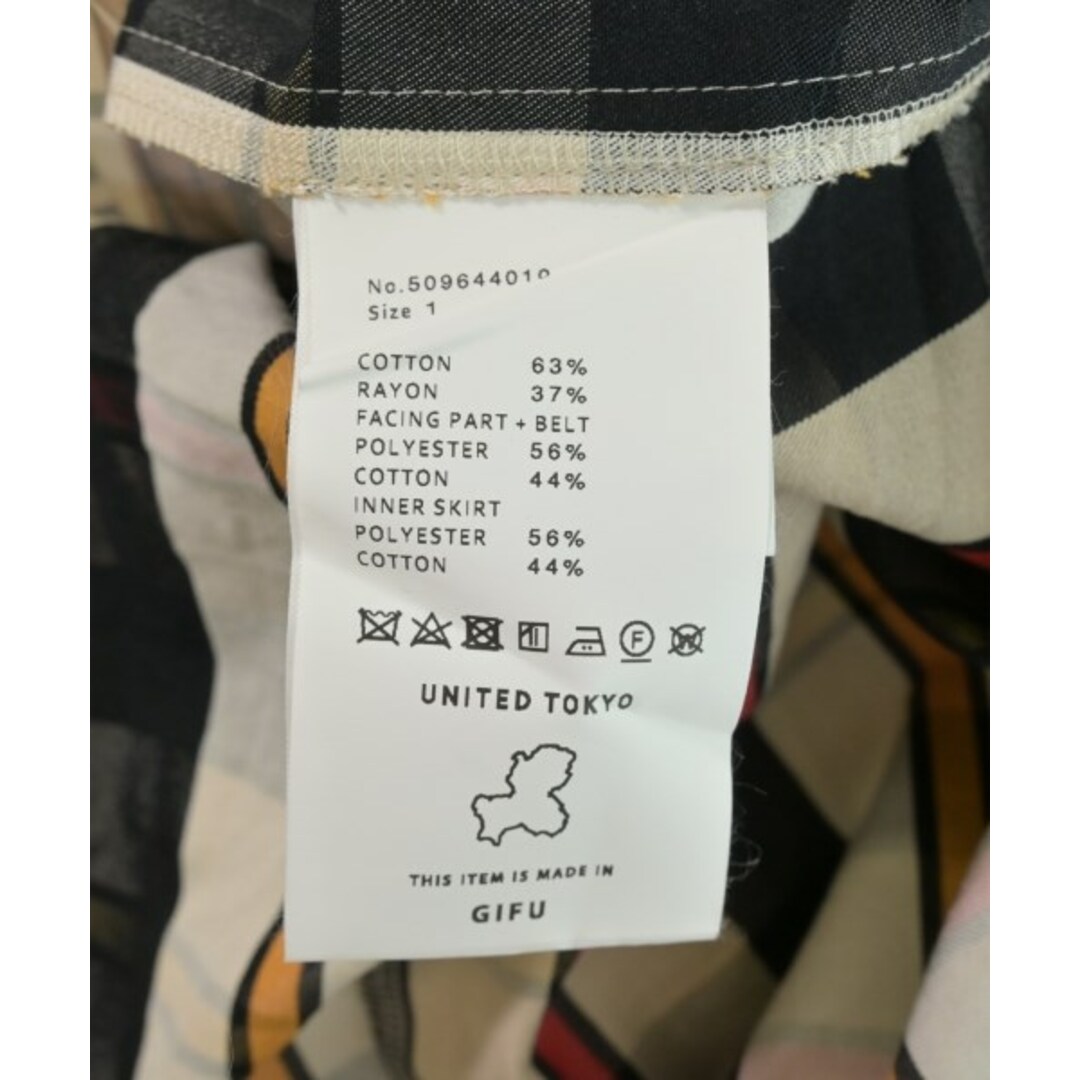 No.509644019
Size 1
COTTON 63%
RAYON 37%
FACING PART + BELT
POLYESTER 56%
COTTON 44%
INNER SKIRT
POLYESTER 56%
COTTON 44%
F W
UNITED TOKYO
THIS ITEM IS MADE IN
GIFU